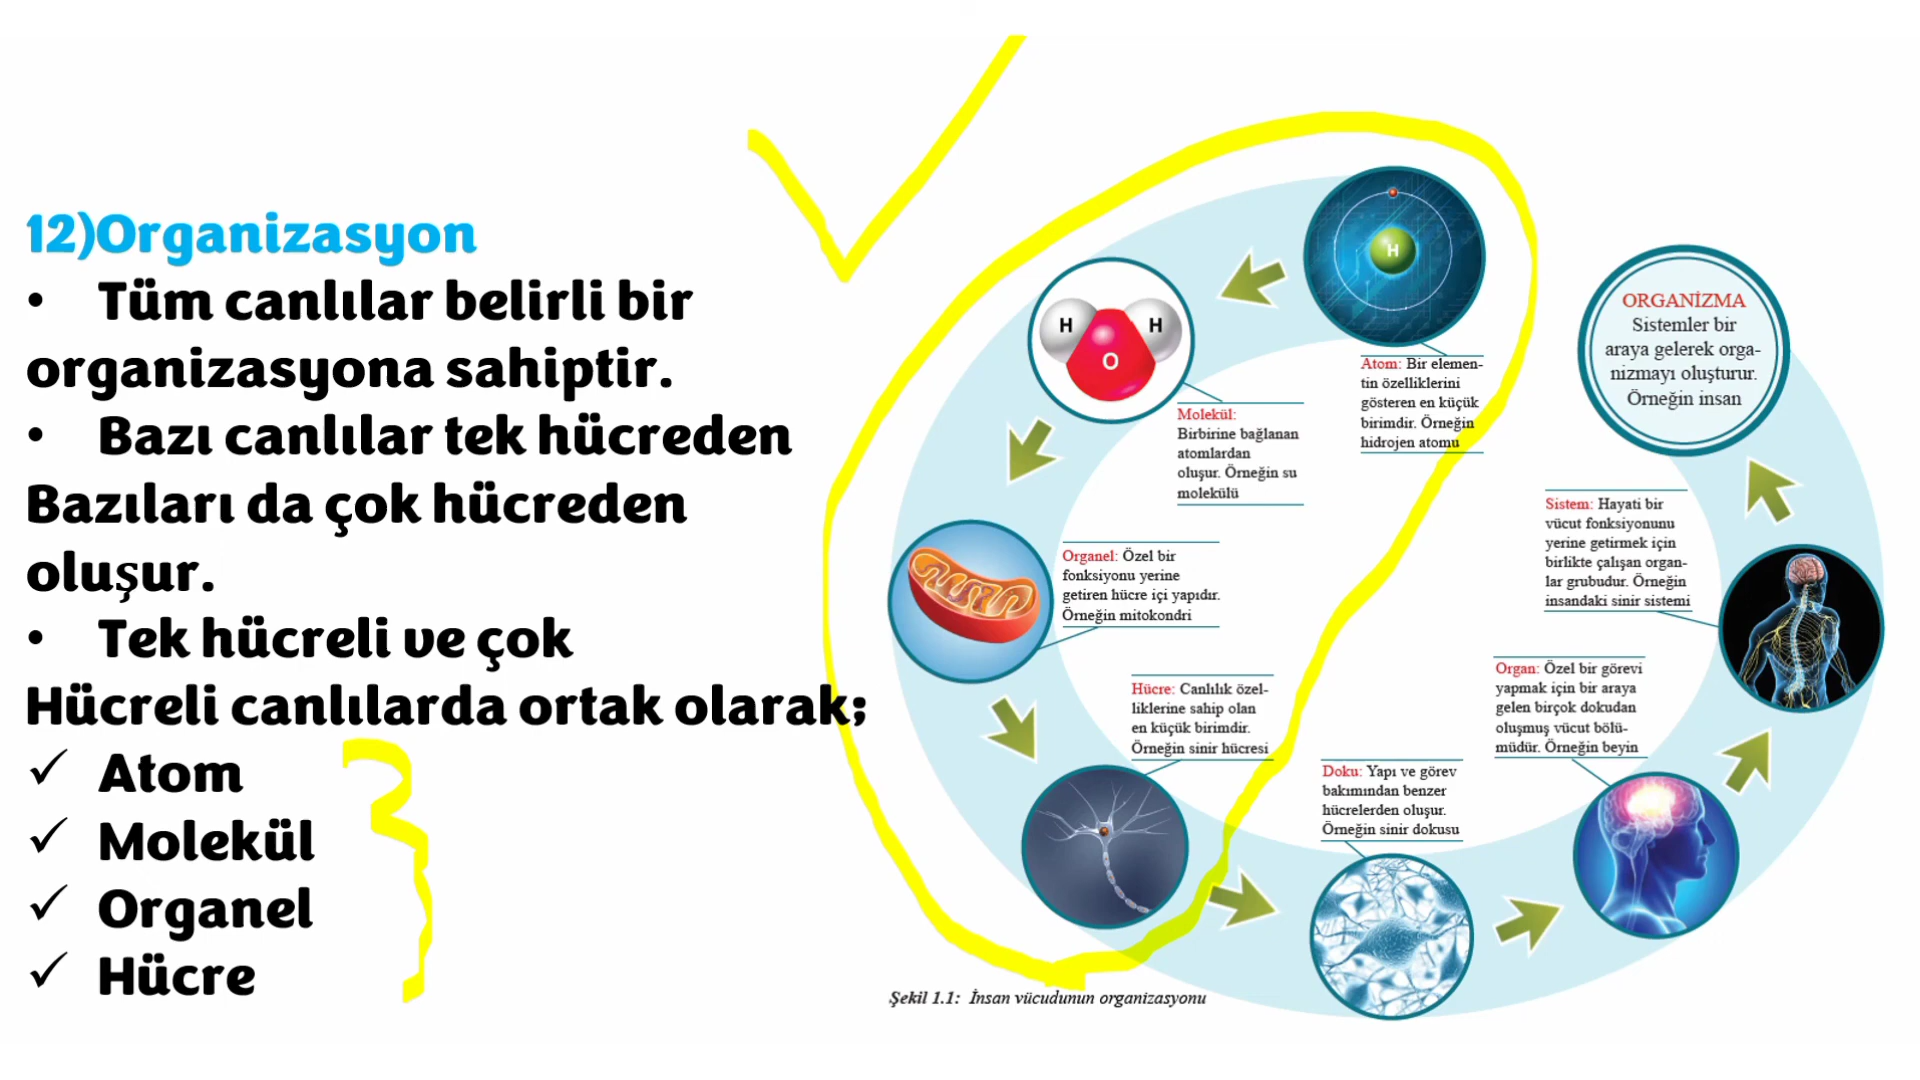 12)Organizasyon
• Tüm canlılar belirli bir
organizasyona sahiptir.
• Bazı canlılar tek hücreden
Bazıları da çok hücreden
oluşur.
• Tek hücreli ve çok
Hücreli canlılarda ortak olarak;
✓ Atom
✓ Molekül
✓ Organel
✓ Hücre
H
Atom: Bir elemen-
tin özelliklerini
gösteren en küçük
birimdir. Örneğin
hidrojen atomu
H
H
O
Molekül:
Birbirine bağlanan
atomlardan
oluşur. Örneğin su
molekülü
Organel: Özel bir
fonksiyonu yerine
getiren hücre içi yapıdır.
Örneğin mitokondri
Hücre: Canlılık özel-
liklerine sahip olan
en küçük birimdir.
Örneğin sinir hücresi
Doku: Yapı ve görev
bakımından benzer
hücrelerden oluşur.
Örneğin sinir dokusu
Organ: Özel bir görevi
yapmak için bir araya
gelen birçok dokudan
oluşmuş vücut bölü-
müdür. Örneğin beyin
Sistem: Hayati bir
vücut fonksiyonunu
yerine getirmek için
birlikte çalışan organ-
lar grubudur. Örneğin
insandaki sinir sistemi
ORGANİZMA
Sistemler bir
araya gelerek orga-
nizmayı oluşturur.
Örneğin insan
Şekil 1.1: İnsan vücudunun organizasyonu